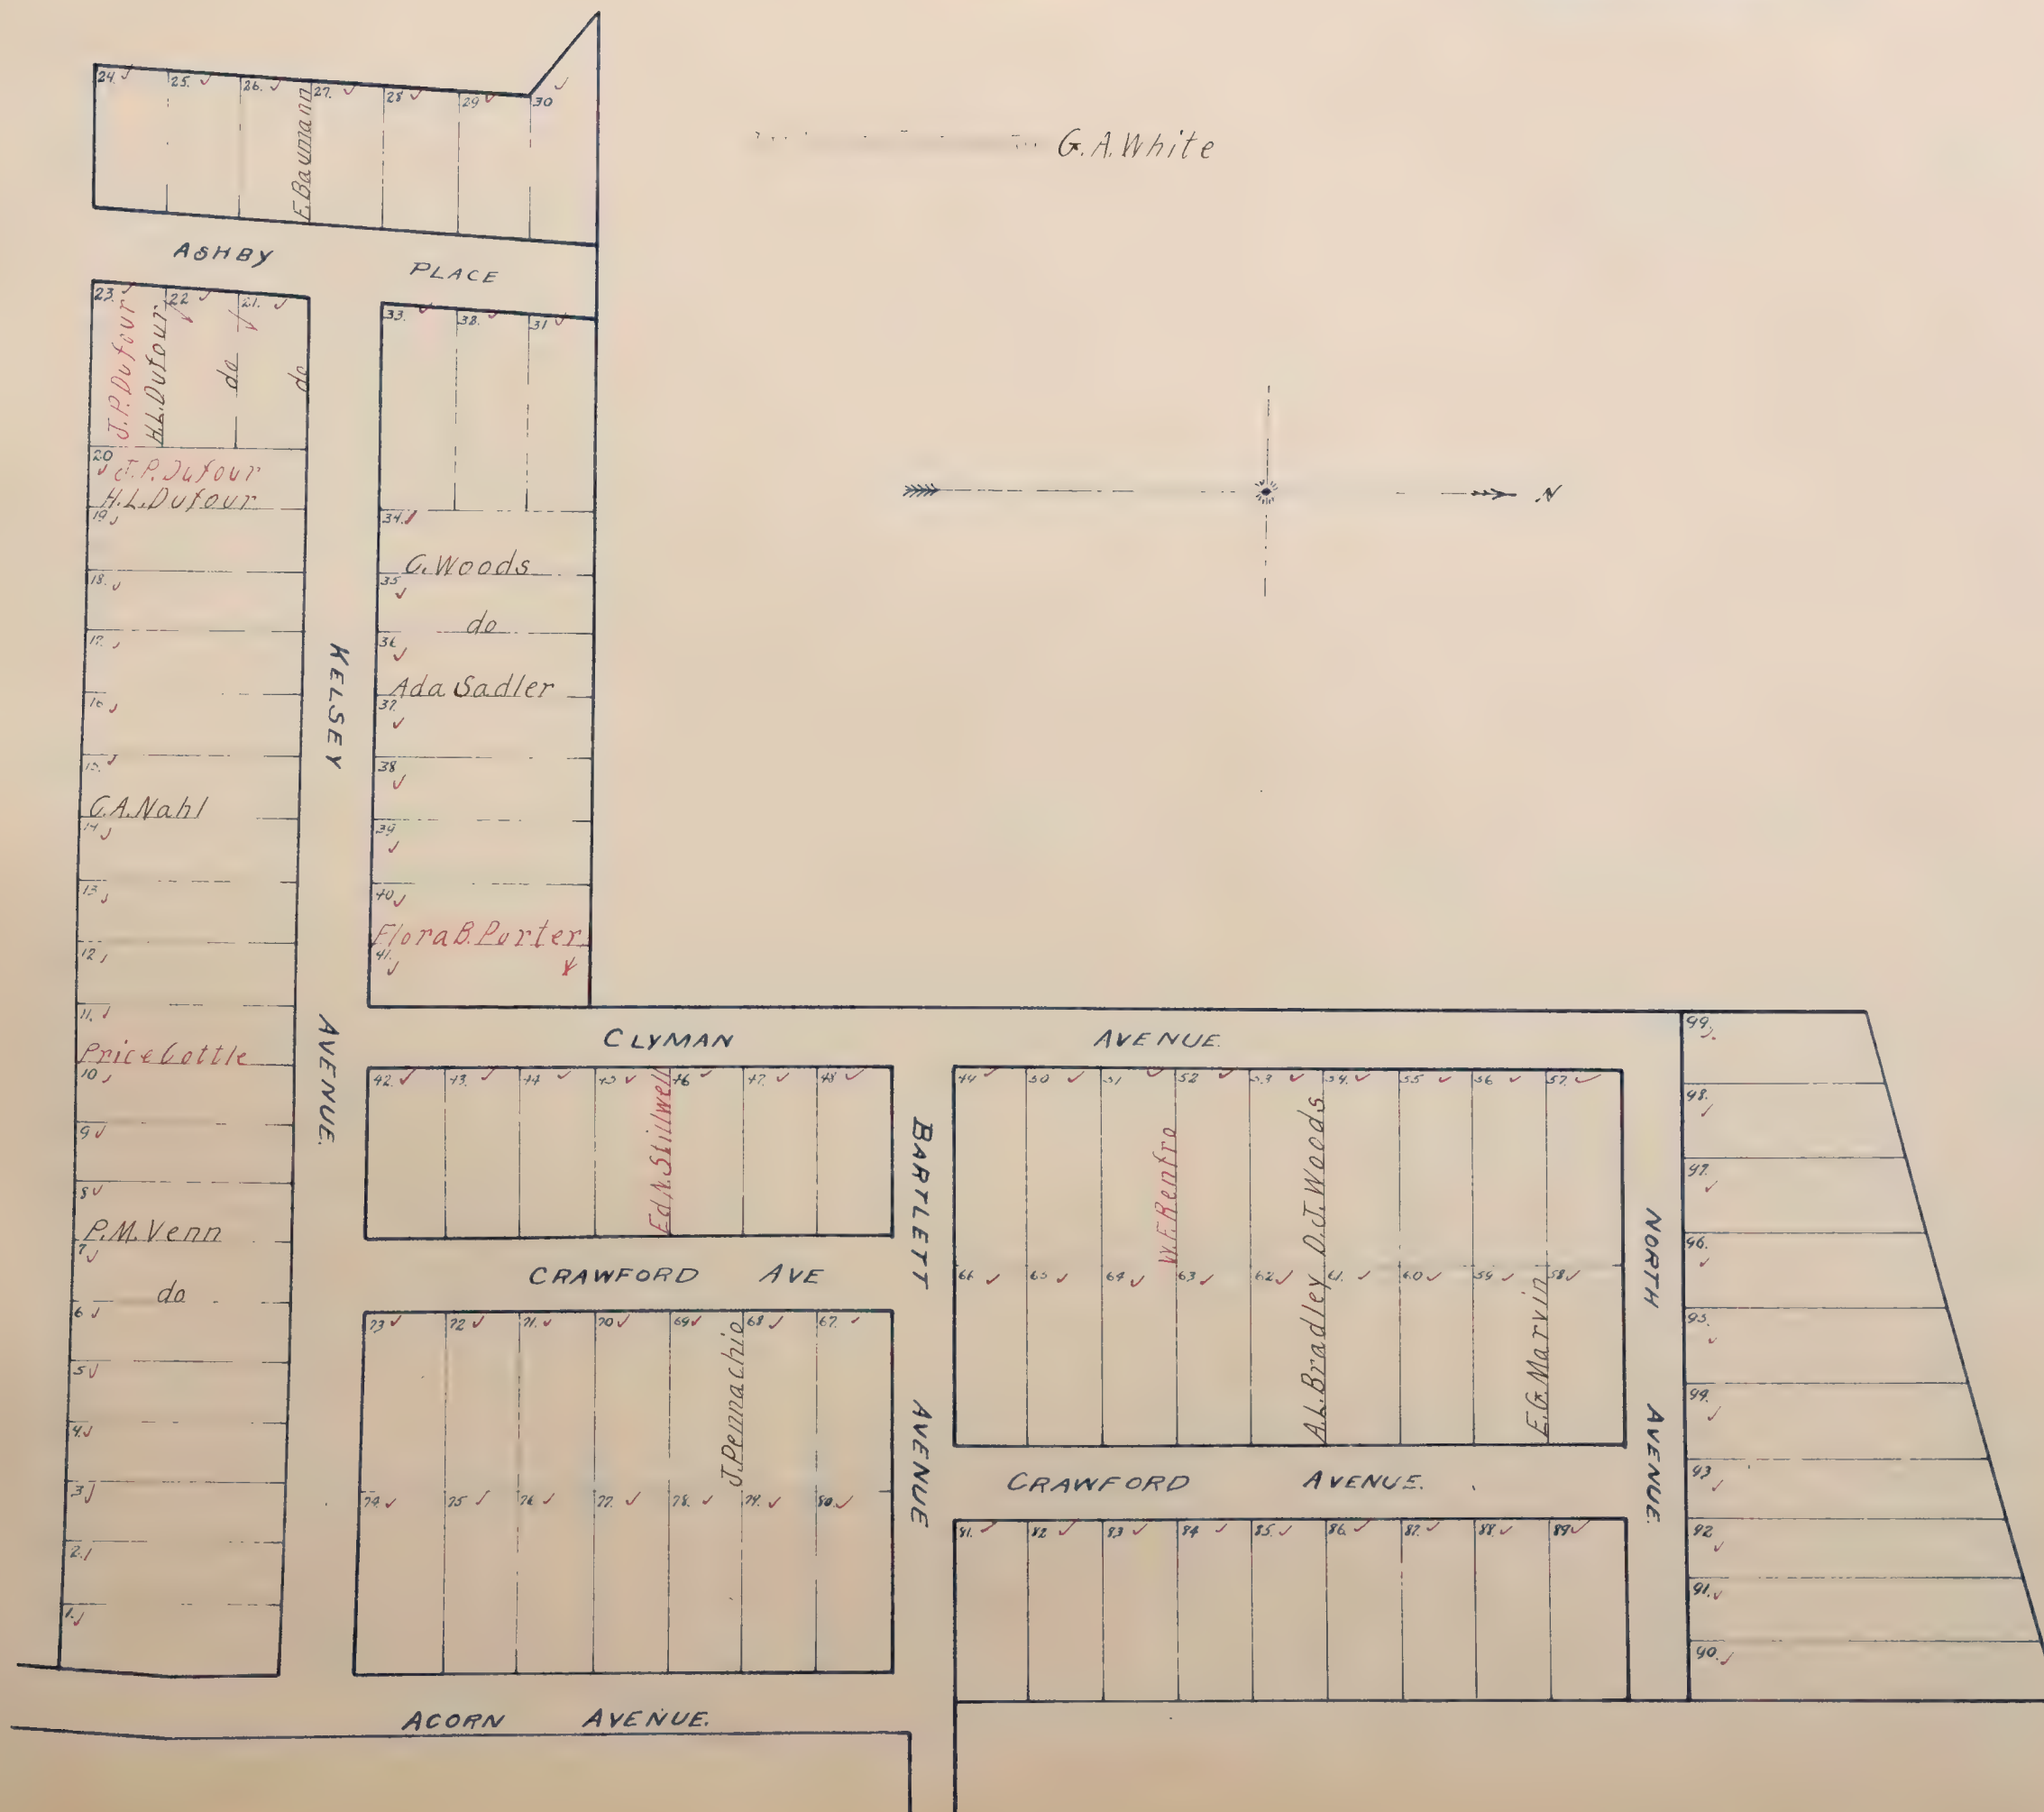 24. 25. 26. 27. 28 29 30
E. Baumann
G. A. White
ASHBY PLACE
23. 22 21.
J. P. Dufour
H. L. Dufour
do
do
33. 32. 31
20
J. P. Dufour
H. L. Dufour
19
18.
17.
16
15.
C. A. Nahl
14
13
12
11.
Price Cottle
10
9
8
P. M. Venn
7
do
6
5
4
3
2.
1.
KELSEY AVENUE.
34.
C. Woods
35
do
36
Ada Sadler
37.
38
39
40
Flora B. Porter
41.
N
CLYMAN AVENUE.
42. 43. 44 45 46 47. 48
Ed. N. Stillwell
BARTLETT AVENUE
49 50 51 52 53 54. 55 56 57.
W. F. Renfro
D. J. Woods
66 65 64 63 62 61. 60 59 58
A. L. Bradley
E. G. Marvin
CRAWFORD AVE
73 72 71. 70 69 68 67.
J. Pennachio
74 75 76 77. 78. 79. 80
CRAWFORD AVENUE.
81. 82 83 84 85. 86. 87. 88. 89
NORTH AVENUE.
99.
98.
97.
96.
95.
94.
93
92
91.
90.
ACORN AVENUE.